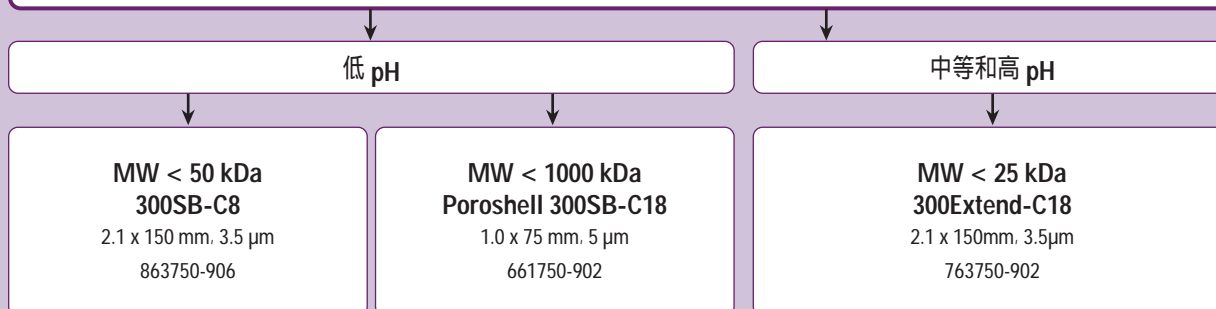 低 pH
中等和高 pH
MW < 50 kDa
300SB-C8
2.1 x 150 mm, 3.5 µm
863750-906
MW < 1000 kDa
Poroshell 300SB-C18
1.0 x 75 mm, 5 µm
661750-902
MW < 25 kDa
300Extend-C18
2.1 x 150mm, 3.5µm
763750-902